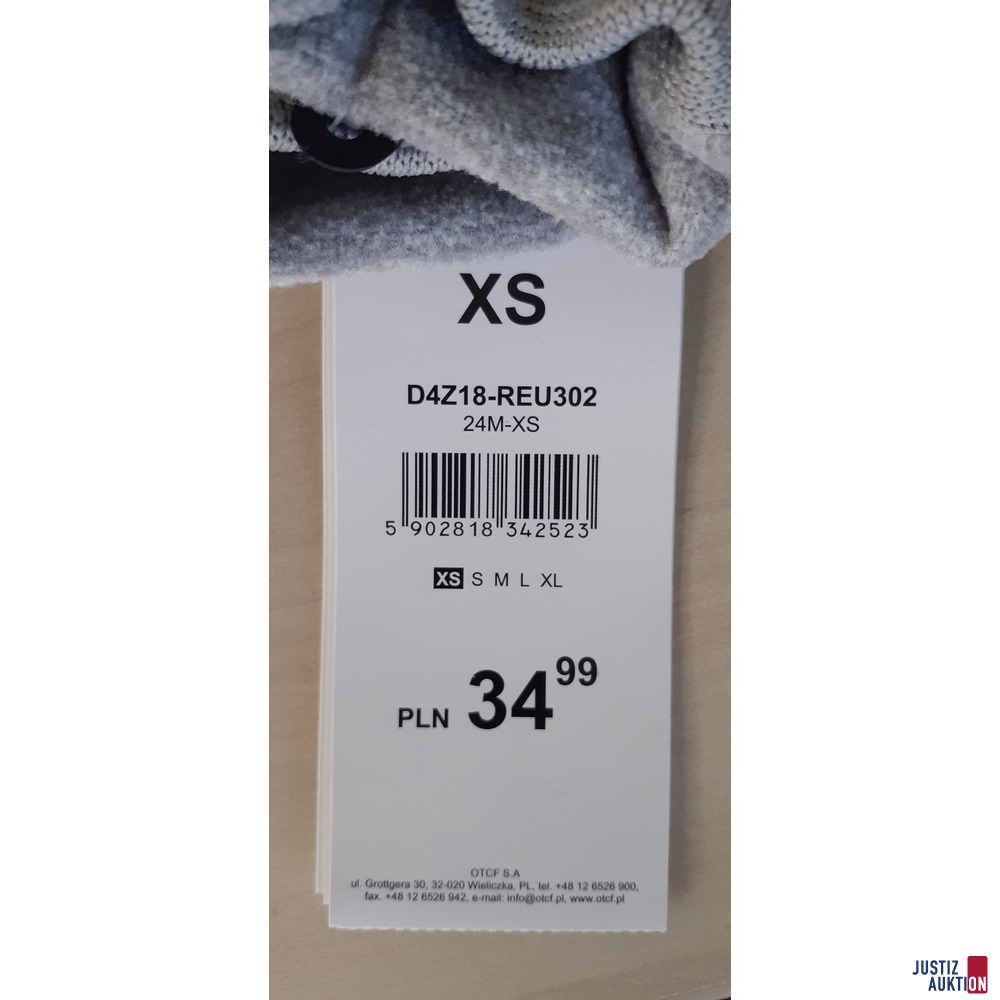 XS
D4Z18-REU302
24M-XS
5 902818 342523
XS S M L XL
PLN 34 99
OTCF S.A
ul. Grottgera 30, 32-020 Wieliczka, PL, tel. +48 12 6526 900,
fax. +48 12 6526 942, e-mail: info@otcf.pl, www.otcf.pl
JUSTIZ
AUKTION